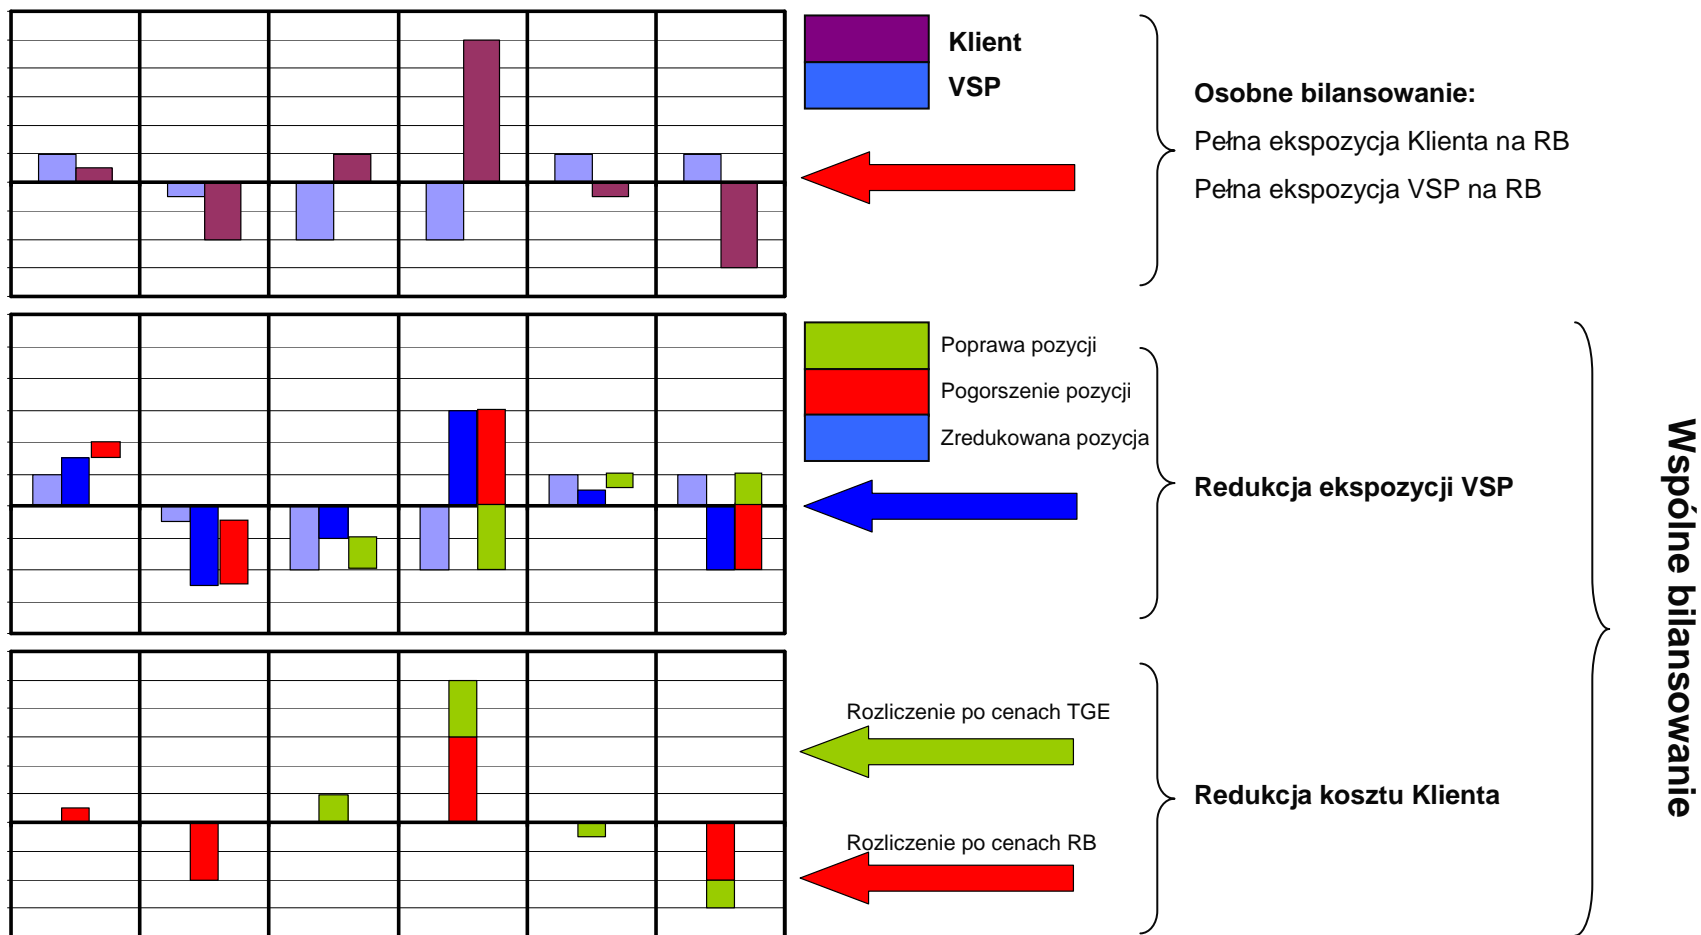 Klient
VSP
Osobne bilansowanie:
Pełna ekspozycja Klienta na RB
Pełna ekspozycja VSP na RB
Poprawa pozycji
Pogorszenie pozycji
Zredukowana pozycja
Redukcja ekspozycji VSP
Rozliczenie po cenach TGE
Rozliczenie po cenach RB
Redukcja kosztu Klienta
Wspólne bilansowanie